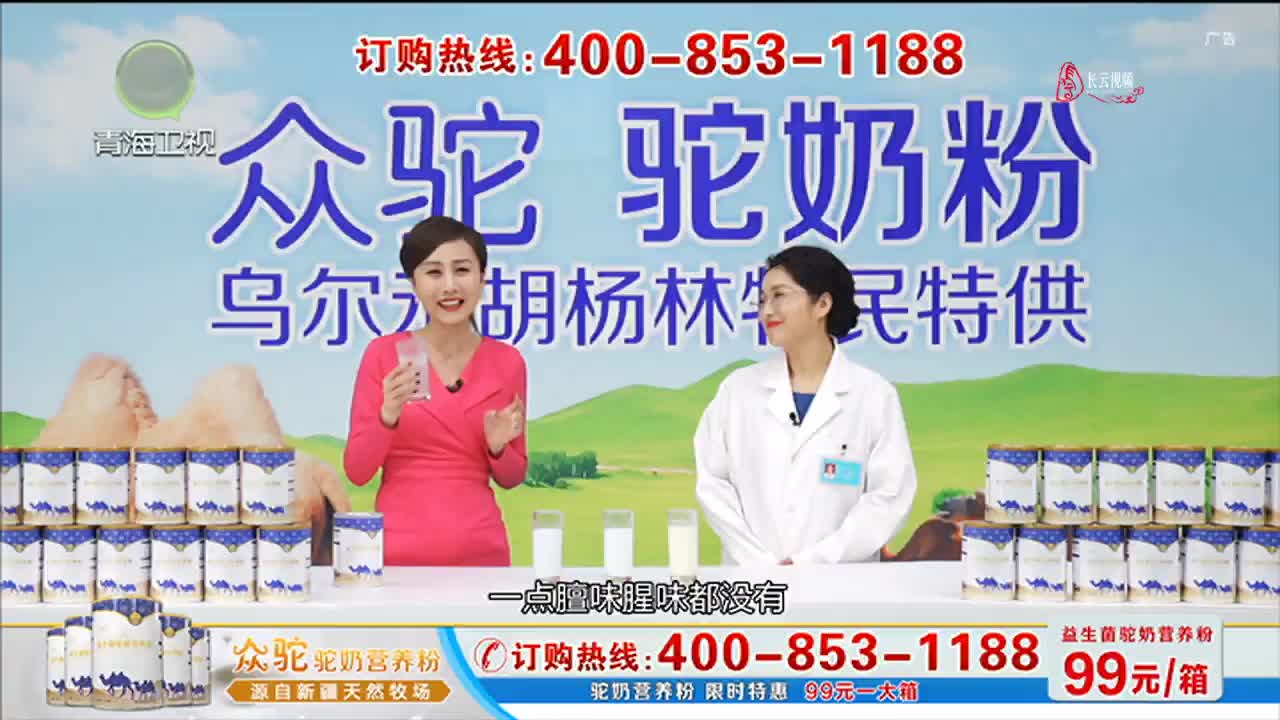 订购热线:400-853-1188
广告
长云视频
青海卫视
众驼 驼奶粉
乌尔禾胡杨林牧民特供
一点膻味腥味都没有
众驼 驼奶营养粉
源自新疆天然牧场
订购热线:400-853-1188
驼奶营养粉 限时特惠 99元一大箱
益生菌驼奶营养粉
99元/箱